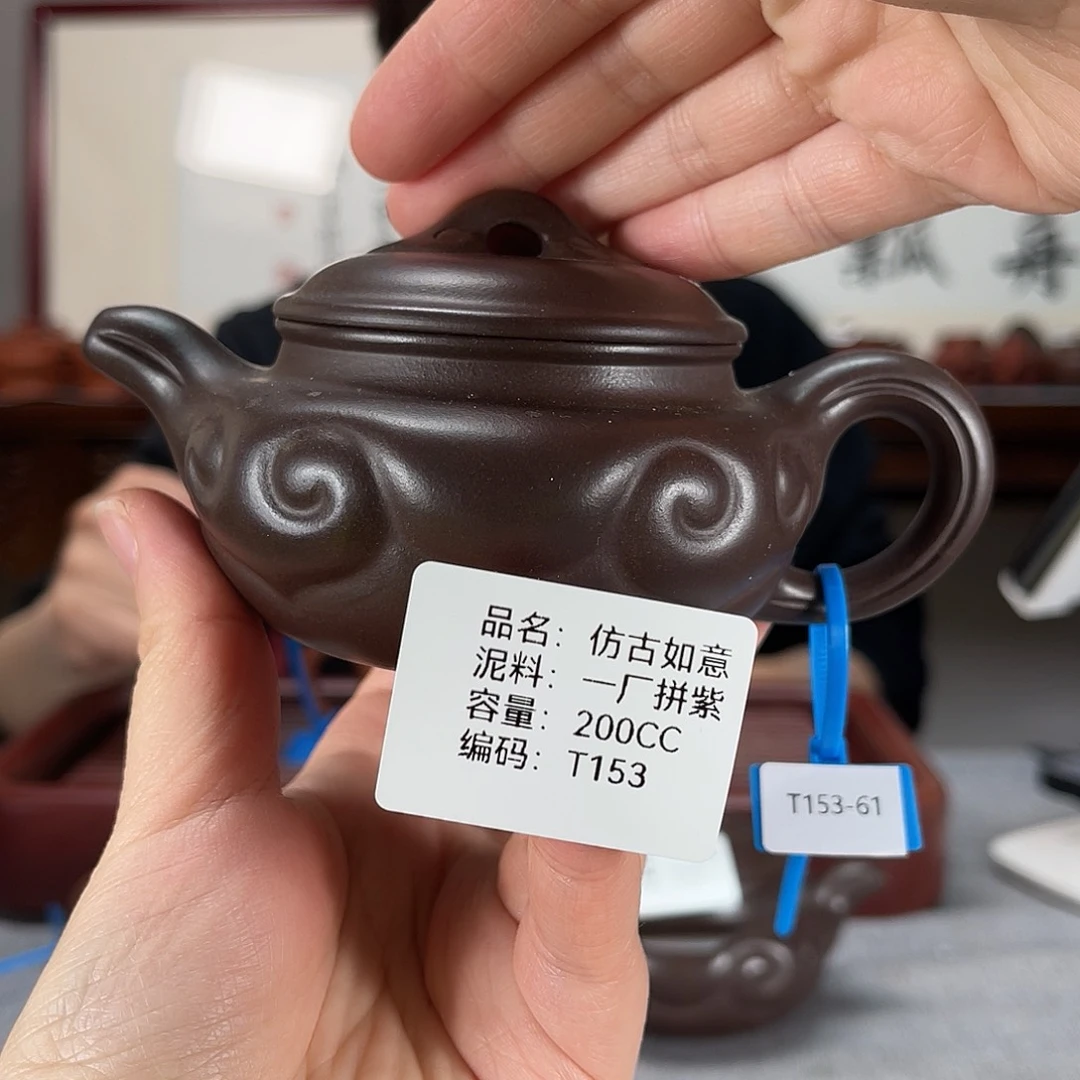 品名：仿古如意
泥料：一厂拼紫
容量：200CC
编码：T153
T153-61